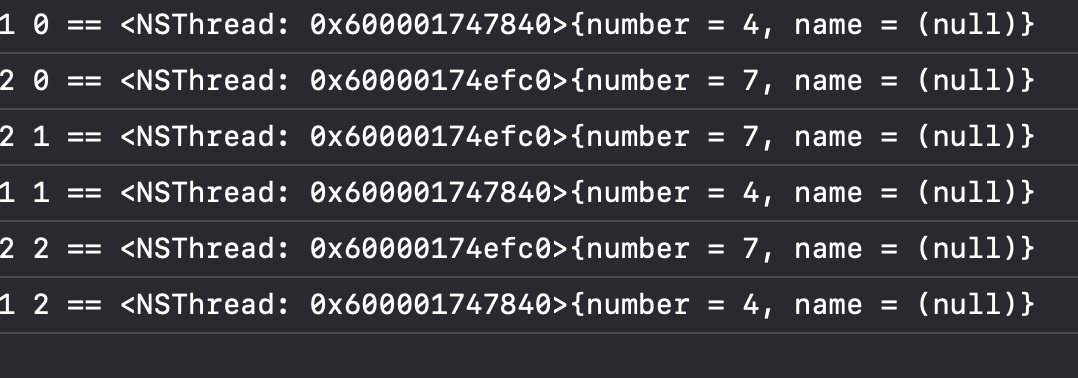 1 0 == <NSThread: 0x600001747840>{number = 4, name = (null)}
2 0 == <NSThread: 0x60000174efc0>{number = 7, name = (null)}
2 1 == <NSThread: 0x60000174efc0>{number = 7, name = (null)}
1 1 == <NSThread: 0x600001747840>{number = 4, name = (null)}
2 2 == <NSThread: 0x60000174efc0>{number = 7, name = (null)}
1 2 == <NSThread: 0x600001747840>{number = 4, name = (null)}